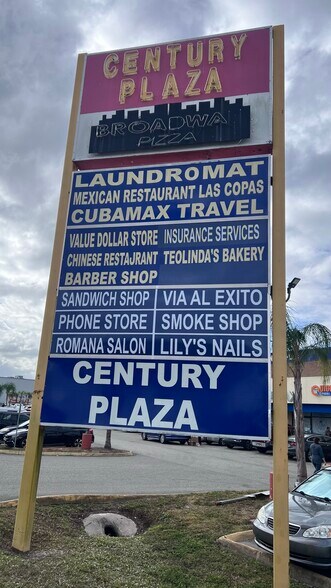 CENTURY
PLAZA
BROADWA
PIZZA
LAUNDROMAT
MEXICAN RESTAURANT LAS COPAS
CUBAMAX TRAVEL
VALUE DOLLAR STORE INSURANCE SERVICES
CHINESE RESTAURANT TEOLINDA'S BAKERY
BARBER SHOP
SANDWICH SHOP VIA AL EXITO
PHONE STORE SMOKE SHOP
ROMANA SALON LILY'S NAILS
CENTURY
PLAZA